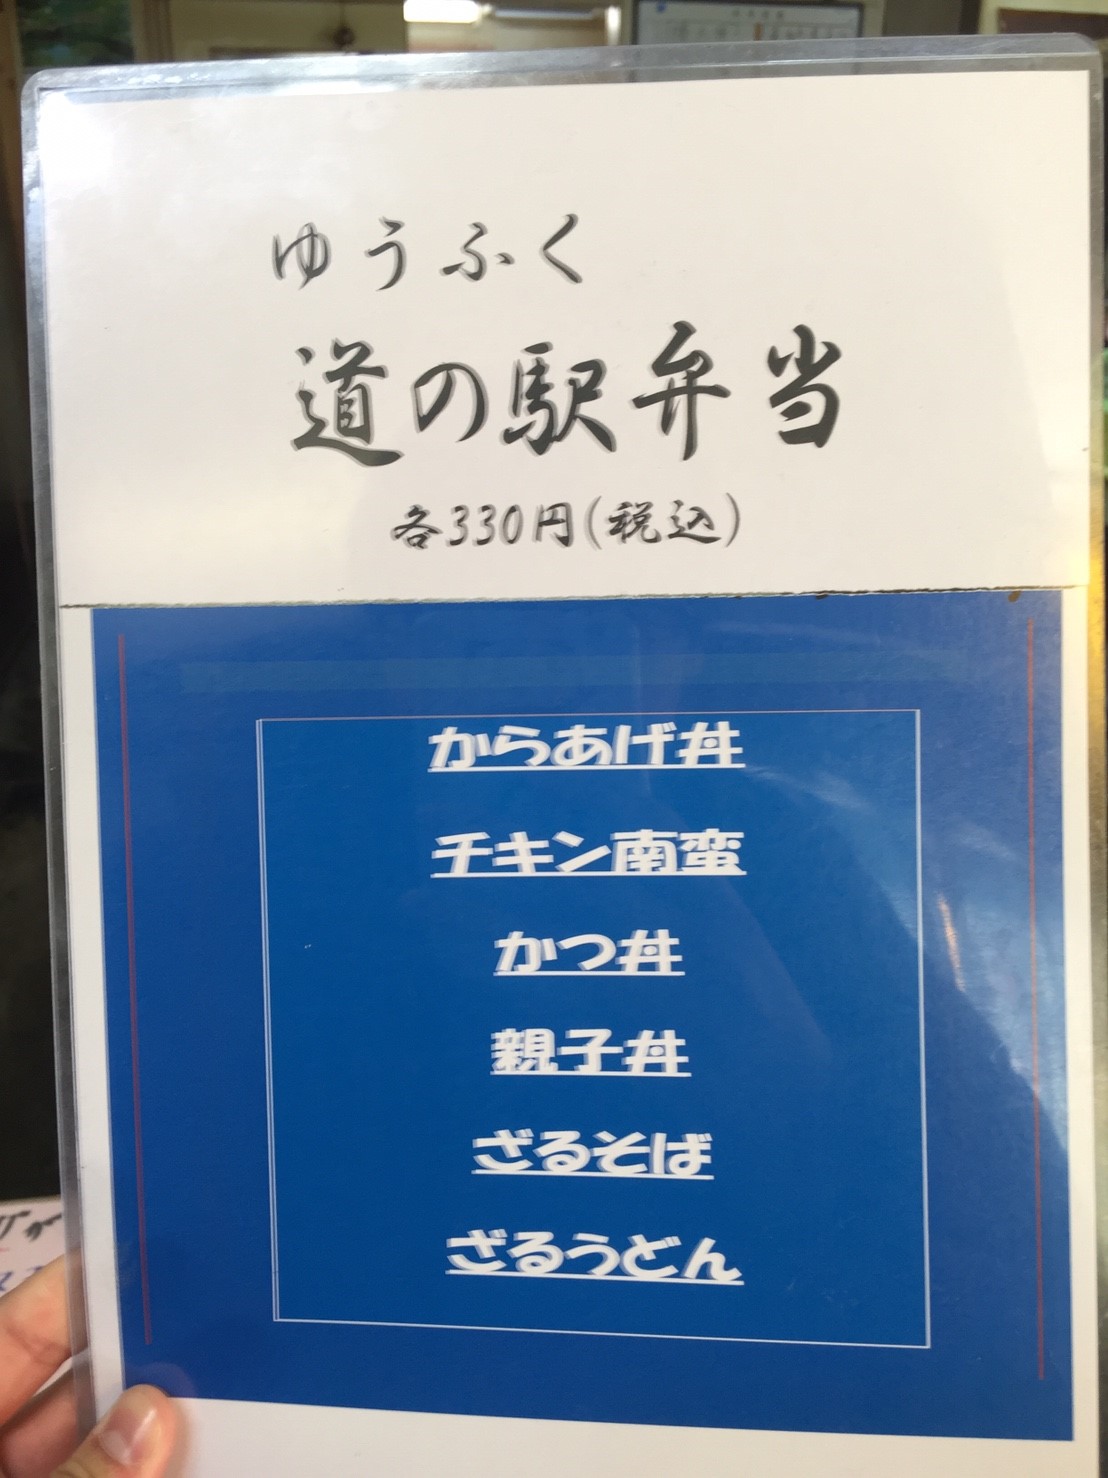 ゆうふく
道の駅弁当
各330円(税込)
からあげ丼
チキン南蛮
かつ丼
親子丼
ざるそば
ざるうどん